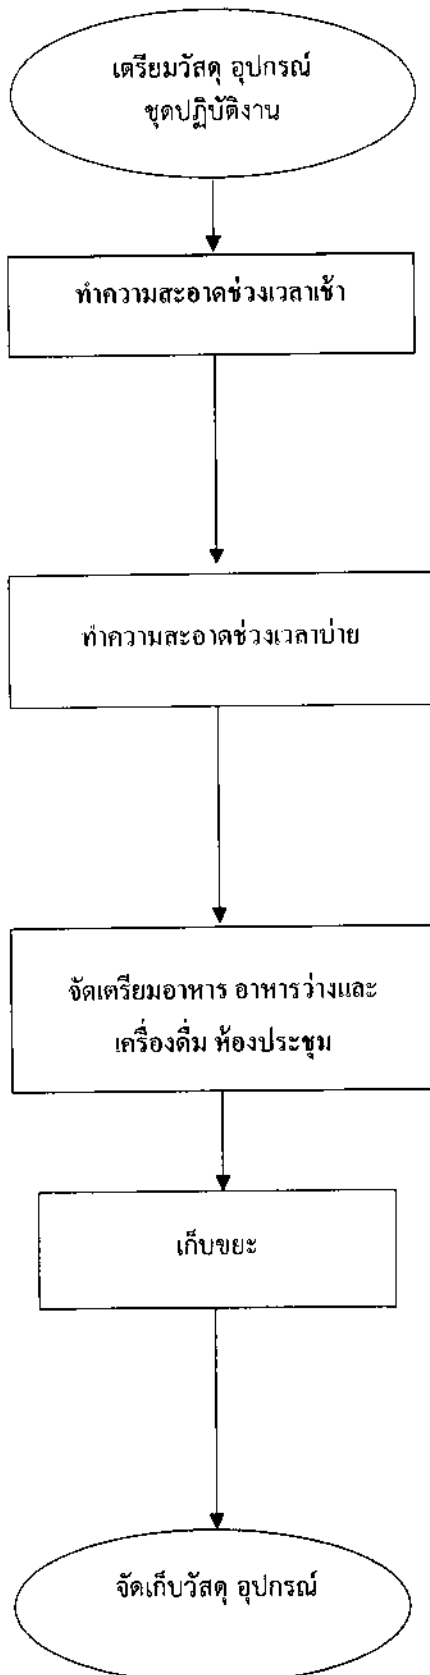 เตรียมวัสดุ อุปกรณ์
ชุดปฏิบัติงาน
ทำความสะอาดช่วงเวลาเช้า
ทำความสะอาดช่วงเวลาบ่าย
จัดเตรียมอาหาร อาหารว่างและ
เครื่องดื่ม ห้องประชุม
เก็บขยะ
จัดเก็บวัสดุ อุปกรณ์